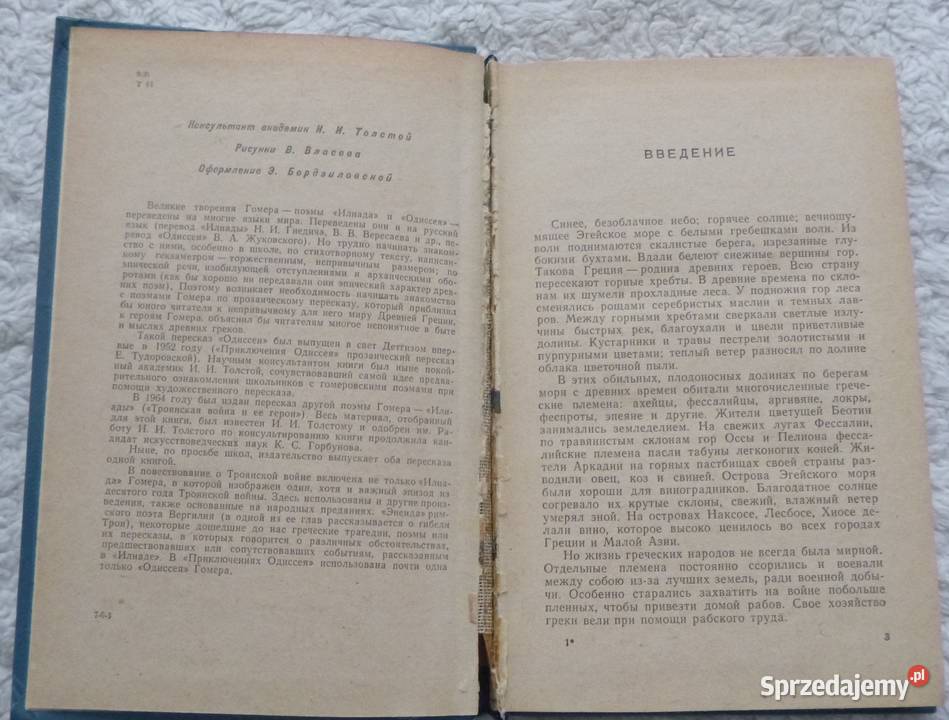 Т 41
Консультант академик И. И. Толстой
Рисунки В. Власова
Оформление Э. Бордзиловской
Великие творения Гомера — поэмы «Илиада» и «Одиссея» —
переведены на многие языки мира. Переведены они и на русский
язык (перевод «Илиады» Н. И. Гнедич, В. В. Вересаева и др., пе-
ревод «Одиссеи» В. А. Жуковского). Но трудно начинать знаком-
ство с ними, особенно в школе, по стихотворному тексту, написан-
ному гекзаметром — торжественным, непривычным размером; по
эпической речи, изобилующей отступлениями и архаическими обо-
ротами (как бы хорошо ни передавали они эпический характер древ-
них поэм). Поэтому возникает необходимость начинать знакомство
с поэмами Гомера по прозаическому пересказу, который приблизил
бы юного читателя к непривычному для него миру Древней Греции,
к героям Гомера, объяснил бы читателям многое непонятное в быте
и мыслях древних греков.
Такой пересказ «Одиссеи» был выпущен в свет Детгизом впер-
вые в 1952 году («Приключения Одиссея» прозаический пересказ
Е. Тудоровской). Научным консультантом книги был ныне покой-
ный академик И. И. Толстой, сочувствовавший самой идее предва-
рительного ознакомления школьников с гомеровскими поэмами при
помощи художественного пересказа.
В 1964 году был издан пересказ другой поэмы Гомера — «Или-
ады» («Троянская война и ее герои»). Весь материал, отобранный
для этой книги, был известен И. И. Толстому и одобрен им. Ра-
боту И. И. Толстого по консультированию книги продолжила кан-
дидат искусствоведческих наук К. С. Горбунова.
Ныне, по просьбе школ, издательство выпускает оба пересказа
одной книгой.
В повествование о Троянской войне включена не только «Илиа-
да» Гомера, в которой изображен один, хотя и важный эпизод из
десятого года Троянской войны. Здесь использованы и другие произ-
ведения, также основанные на народных преданиях. «Энеида» рим-
ского поэта Вергилия (в одной из ее глав рассказывается о гибели
Трои), некоторые дошедшие до нас греческие трагедии, поэмы или
их пересказы, в которых говорится о различных обстоятельствах,
предшествовавших или сопутствовавших событиям, рассказанным
в «Илиаде». В «Приключениях Одиссея» использована почти одна
только «Одиссея» Гомера.
7-6-3
ВВЕДЕНИЕ
Синее, безоблачное небо; горячее солнце; вечношу-
мящее Эгейское море с белыми гребешками волн. Из
волн поднимаются скалистые берега, изрезанные глу-
бокими бухтами. Вдали белеют снежные вершины гор.
Такова Греция — родина древних героев. Всю страну
пересекают горные хребты. В древние времена по скло-
нам их шумели прохладные леса. У подножия гор леса
сменялись рощами серебристых маслин и темных лав-
ров. Между горными хребтами сверкали светлые излу-
чины быстрых рек, благоухали и цвели приветливые
долины. Кустарники и травы пестрели золотистыми и
пурпурными цветами; теплый ветер разносил по долине
облака цветочной пыли.
В этих обильных, плодоносных долинах по берегам
моря с древних времен обитали многочисленные грече-
ские племена: ахейцы, фессалийцы, аргивяне, локры,
феспроты, эпеяне и другие. Жители цветущей Беотии
занимались земледелием. На свежих лугах Фессалии,
по травянистым склонам гор Оссы и Пелиона фесса-
лийские племена пасли табуны легконогих коней. Жи-
тели Аркадии на горных пастбищах своей страны раз-
водили овец, коз и свиней. Острова Эгейского моря
были хороши для виноградников. Благодатное солнце
согревало их крутые склоны, свежий, влажный ветер
умерял зной. На островах Наксосе, Лесбосе, Хиосе де-
лали вино, которое высоко ценилось во всех городах
Греции и Малой Азии.
Но жизнь греческих народов не всегда была мирной.
Отдельные племена постоянно ссорились и воевали
между собою из-за лучших земель, ради военной добы-
чи. Особенно старались захватить на войне побольше
пленных, чтобы привезти домой рабов. Свое хозяйство
греки вели при помощи рабского труда.
1*
3
Sprzedajemy.pl